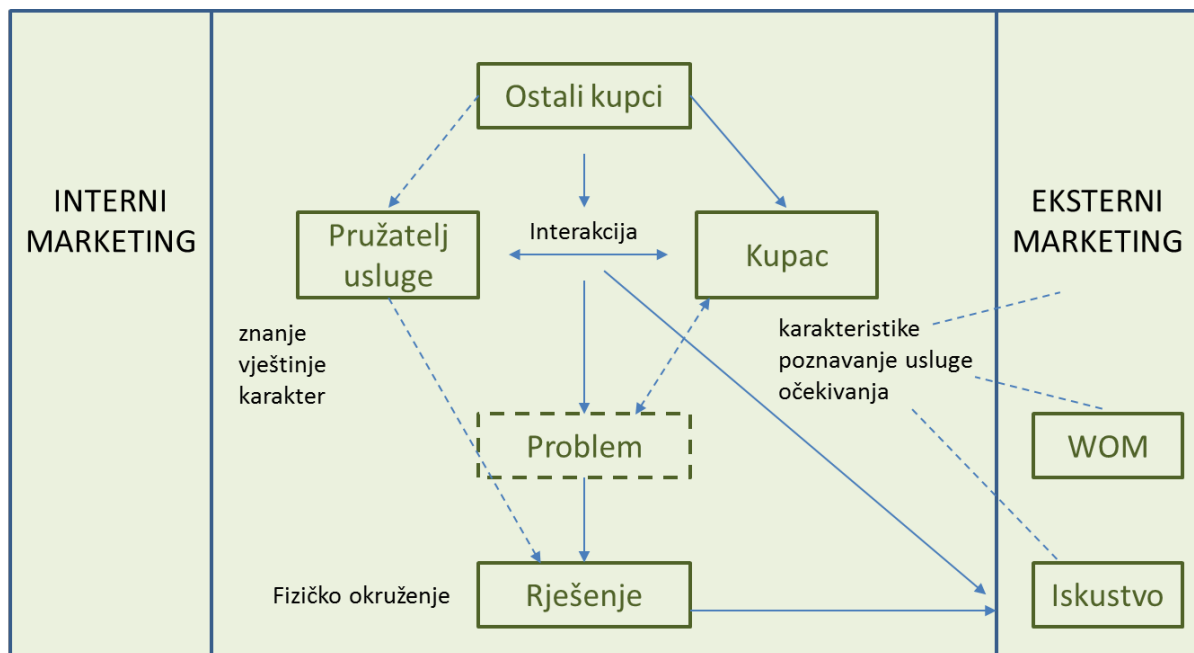 Ostali kupci
INTERNI
MARKETING
Pružatelj
usluge
Interakcija
Kupac
EKSTERNI
MARKETING
znanje
vještinje
karakter
karakteristike
poznavanje usluge
očekivanja
Problem
WOM
Fizičko okruženje
Rješenje
Iskustvo